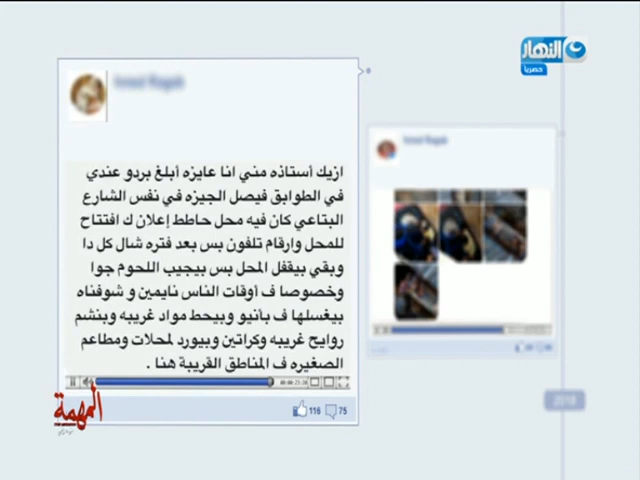 النهار
حصرياً
ازيك أستاذه مني انا عايزه أبلغ بردو عندي
في الطوابق فيصل الجيزه في نفس الشارع
البتاعي كان فيه محل حاطط إعلان ك افتتاح
للمحل وارقام تلفون بس بعد فتره شال كل دا
وبقي بيقفل المحل بس بيجيب اللحوم جوا
وخصوصا ف أوقات الناس نايمين و شوفناه
بيغسلها ف بأنيو وبيحط مواد غريبه وبنشم
روايح غريبه وكراتين وبيورد لمحلات ومطاعم
الصغيره ف المناطق القريبة هنا .
116 75
المهمة